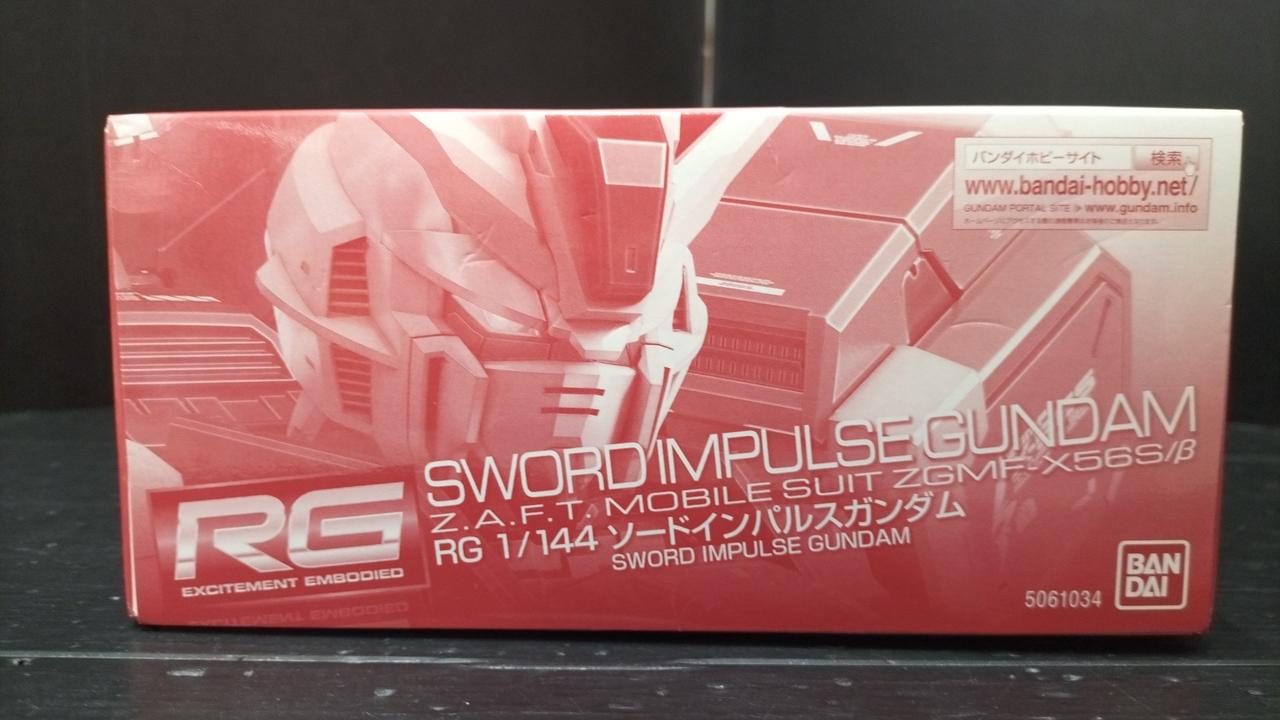 バンダイホビーサイト 検索
www.bandai-hobby.net/
GUNDAM PORTAL SITE ▶ www.gundam.info
SWORD IMPULSE GUNDAM
Z.A.F.T. MOBILE SUIT ZGMF-X56S/β
RG 1/144 ソードインパルスガンダム
SWORD IMPULSE GUNDAM
RG
EXCITEMENT EMBODIED
5061034
BAN
DAI